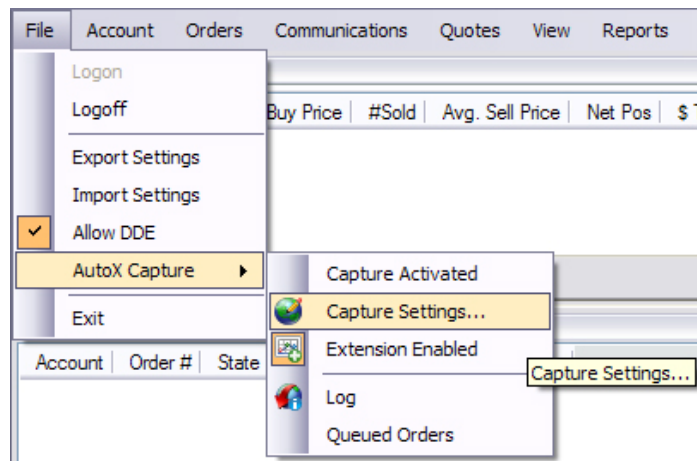 File Account Orders Communications Quotes View Reports
Logon
Logoff
Buy Price #Sold Avg. Sell Price Net Pos $
Export Settings
Import Settings
Allow DDE
AutoX Capture
Capture Activated
Exit
Capture Settings...
Account Order # State
Extension Enabled
Capture Settings...
Log
Queued Orders